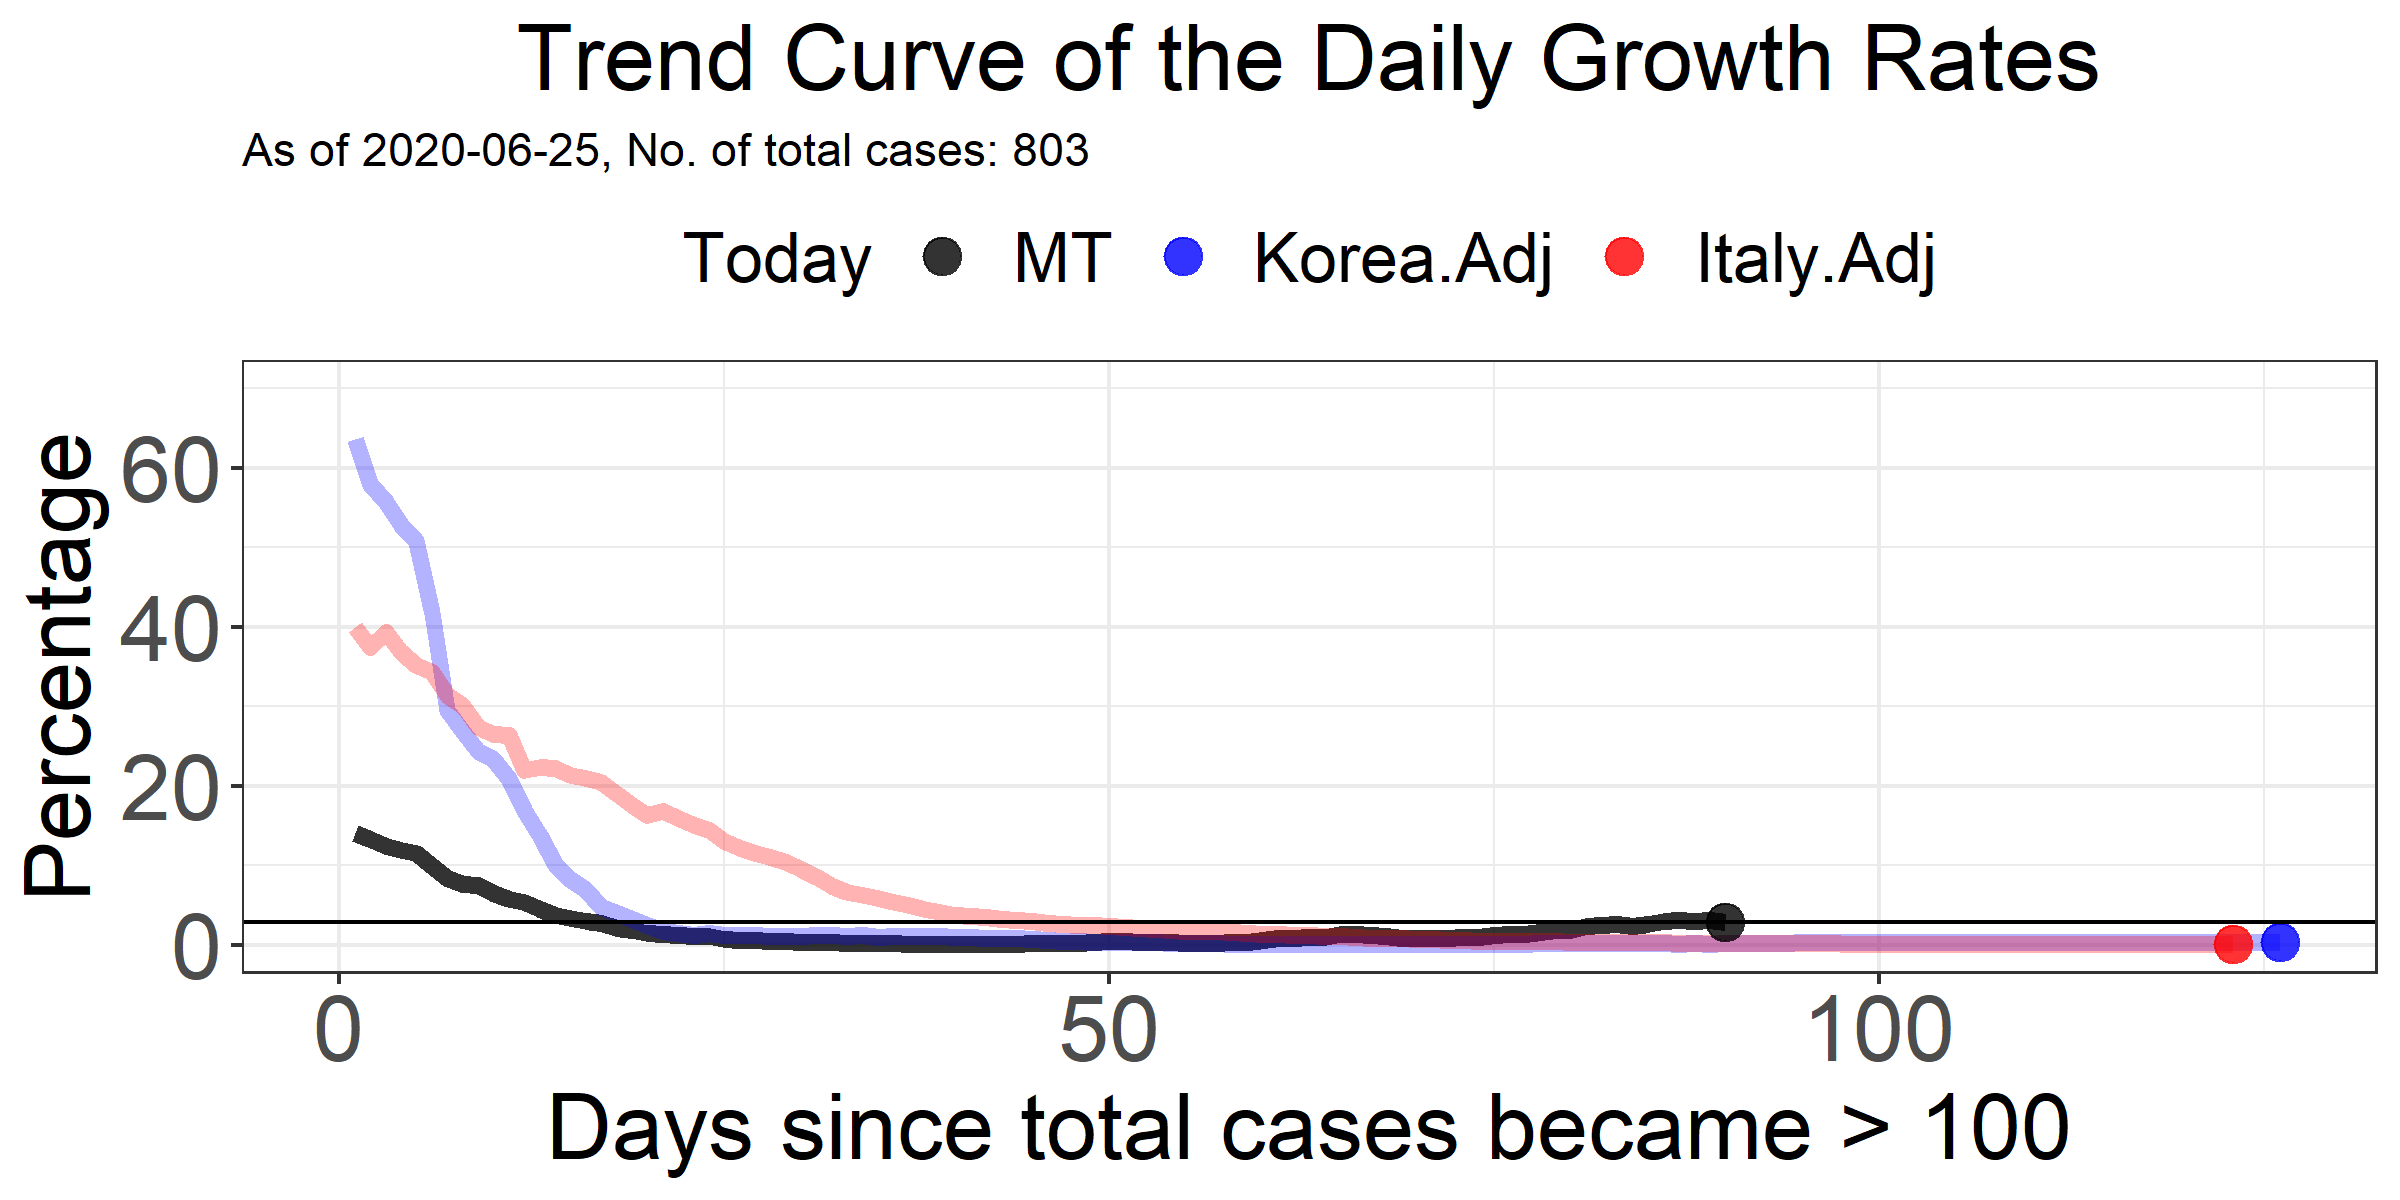 Trend Curve of the Daily Growth Rates
As of 2020-06-25, No. of total cases: 803
Today MT Korea.Adj Italy.Adj
Percentage
60
40
20
0
0 50 100
Days since total cases became > 100